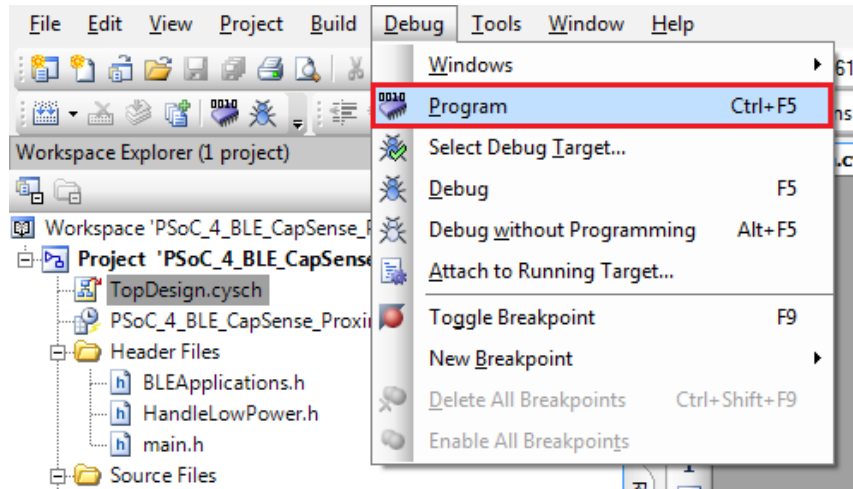 File Edit View Project Build Debug Tools Window Help
Windows
61
Program Ctrl+F5
ns
Workspace Explorer (1 project)
Select Debug Target...
.c
Debug F5
Workspace 'PSoC_4_BLE_CapSense_
Debug without Programming Alt+F5
Project 'PSoC_4_BLE_CapSense
Attach to Running Target...
TopDesign.cysch
PSoC_4_BLE_CapSense_Proxi
Toggle Breakpoint F9
Header Files
New Breakpoint
BLEApplications.h
Delete All Breakpoints Ctrl+Shift+F9
HandleLowPower.h
main.h
Enable All Breakpoints
Source Files